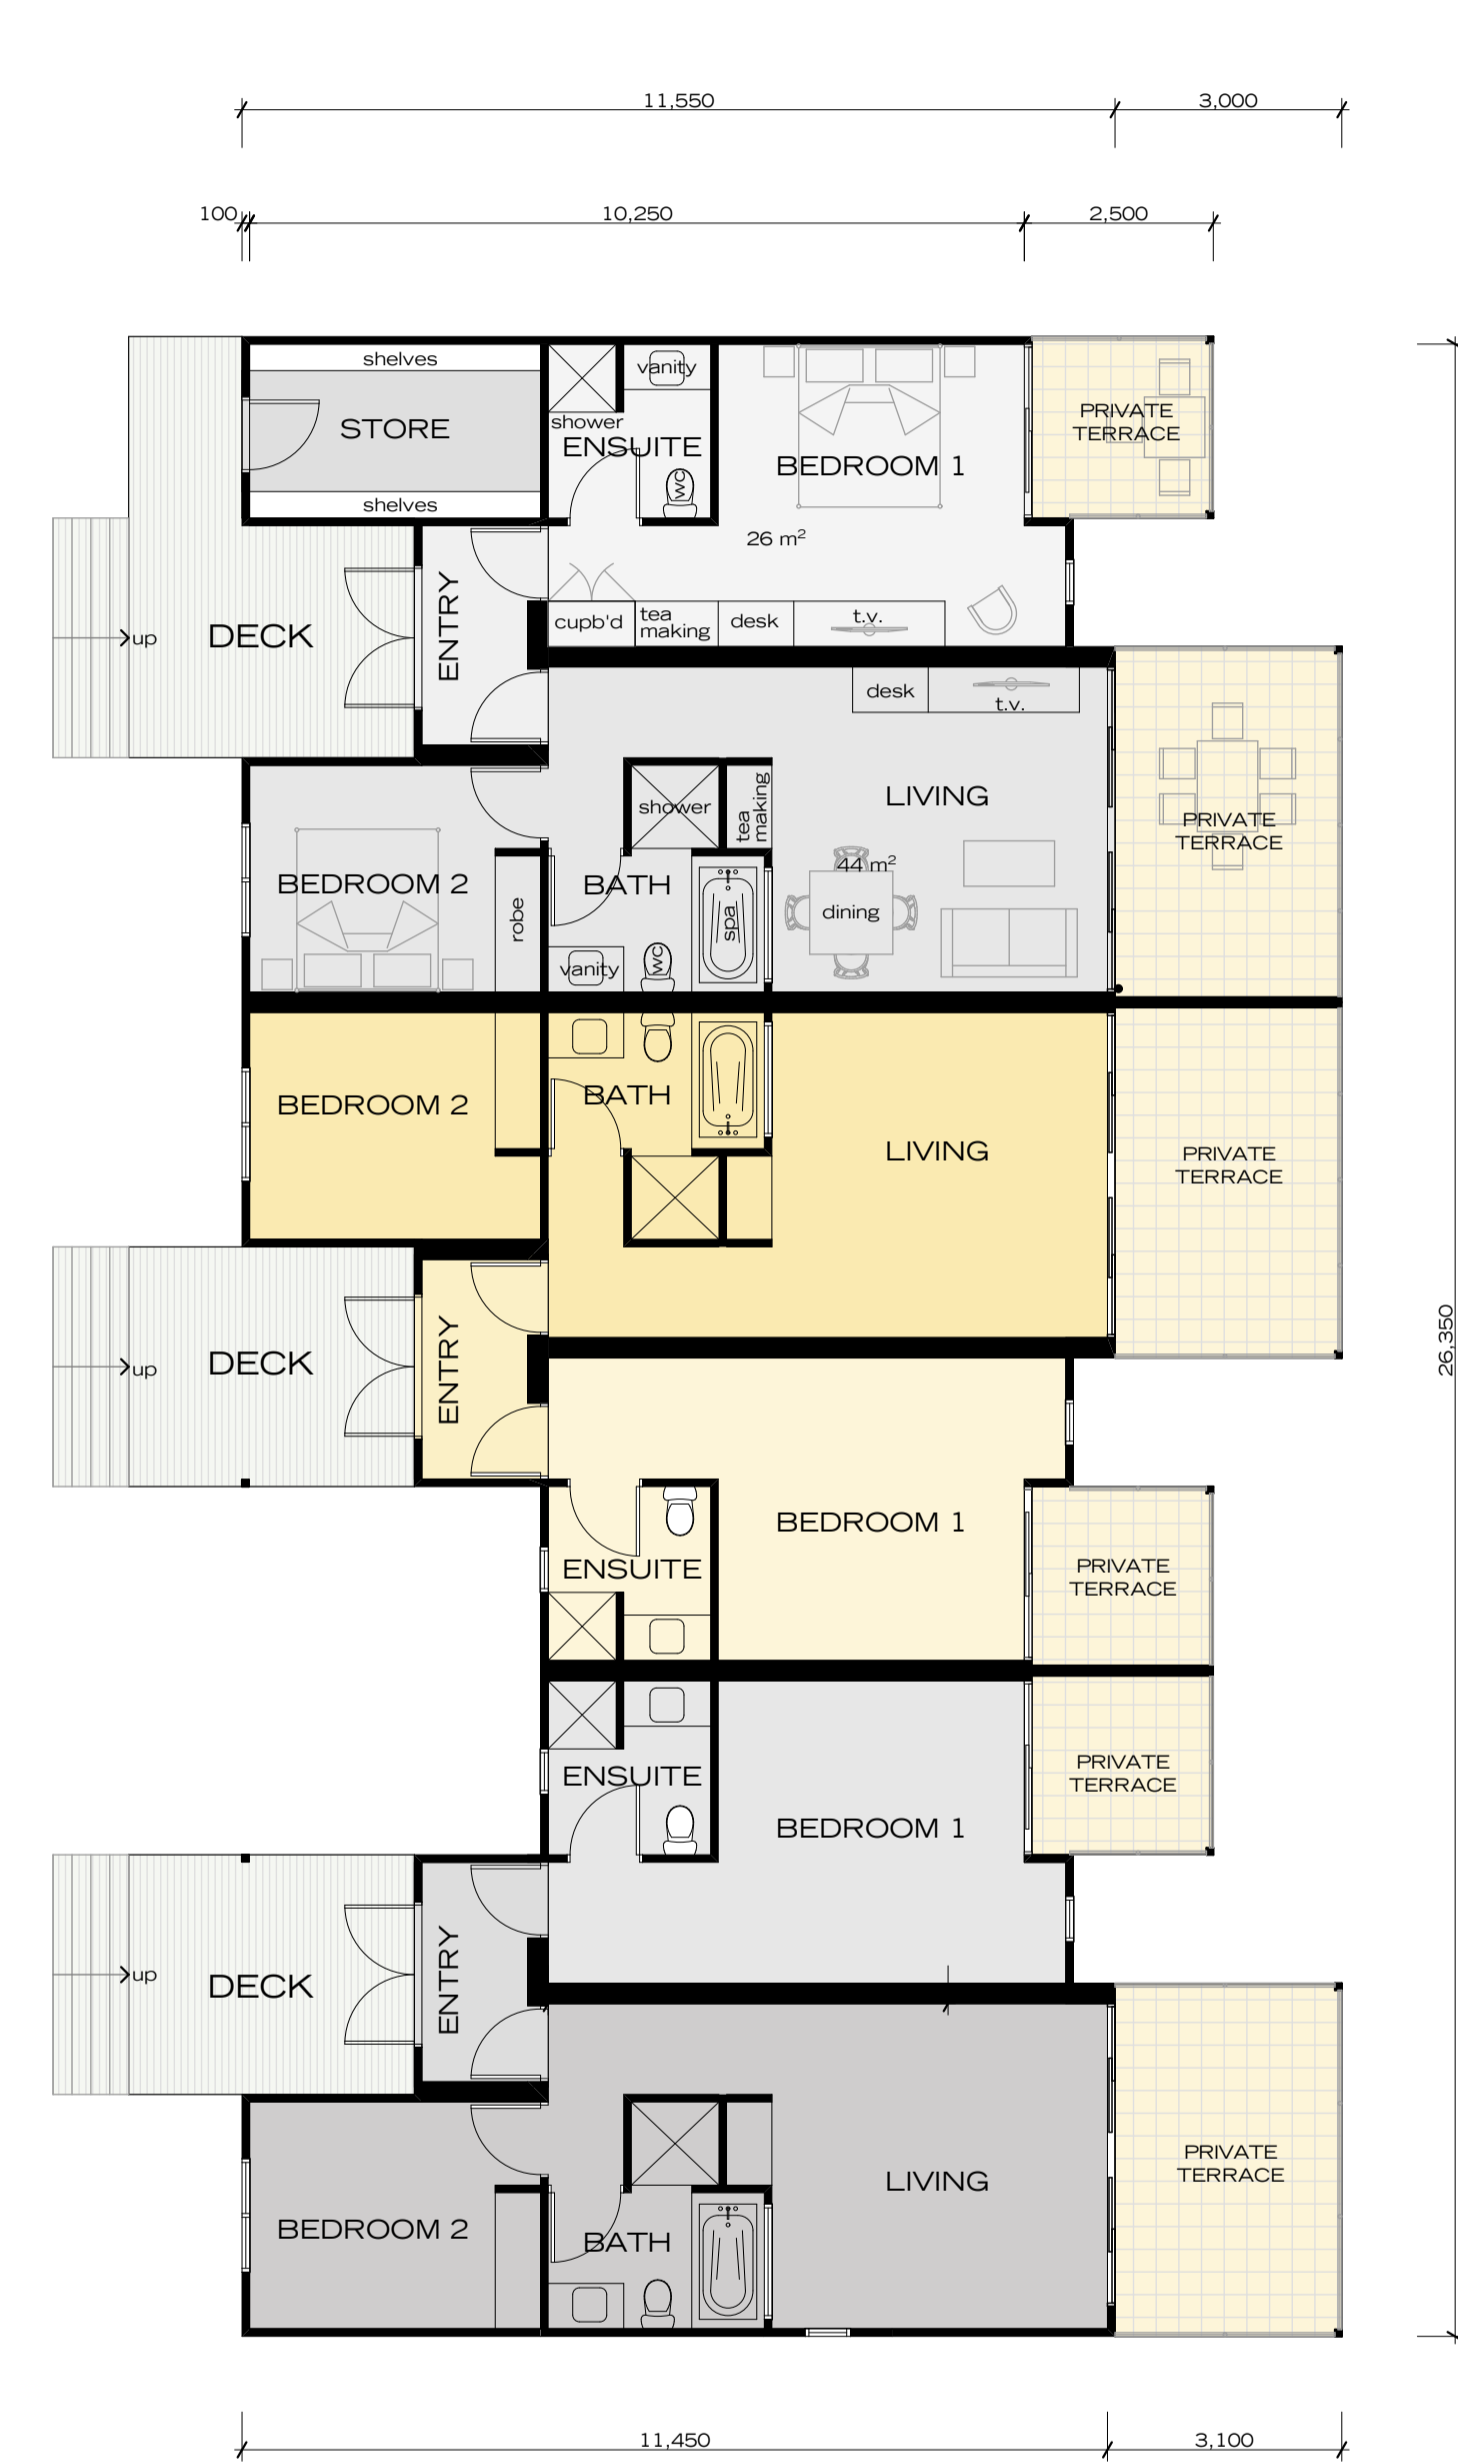 11,550
3,000
100
10,250
2,500
shelves
STORE
shelves
vanity
shower
ENSUITE
wc
BEDROOM 1
26 m²
PRIVATE
TERRACE
up
DECK
ENTRY
cupb'd
tea
making
desk
t.v.
desk
t.v.
LIVING
44 m²
dining
PRIVATE
TERRACE
shower
tea
making
BEDROOM 2
robe
BATH
spa
vanity
wc
BEDROOM 2
BATH
LIVING
PRIVATE
TERRACE
up
DECK
ENTRY
26,350
BEDROOM 1
ENSUITE
PRIVATE
TERRACE
ENSUITE
BEDROOM 1
PRIVATE
TERRACE
up
DECK
ENTRY
LIVING
PRIVATE
TERRACE
BEDROOM 2
BATH
11,450
3,100